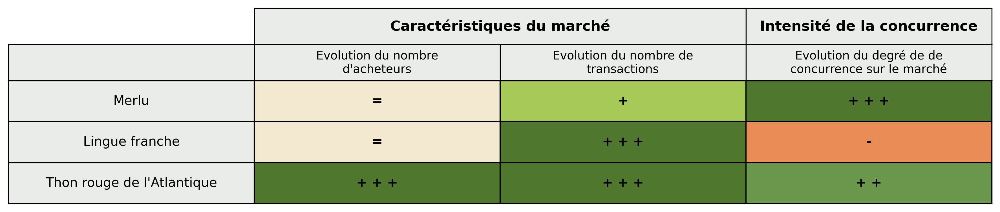 Caractéristiques du marché
Intensité de la concurrence
Evolution du nombre
d'acheteurs
Evolution du nombre de
transactions
Evolution du degré de de
concurrence sur le marché
Merlu
=
+
+ + +
Lingue franche
=
+ + +
-
Thon rouge de l'Atlantique
+ + +
+ + +
+ +